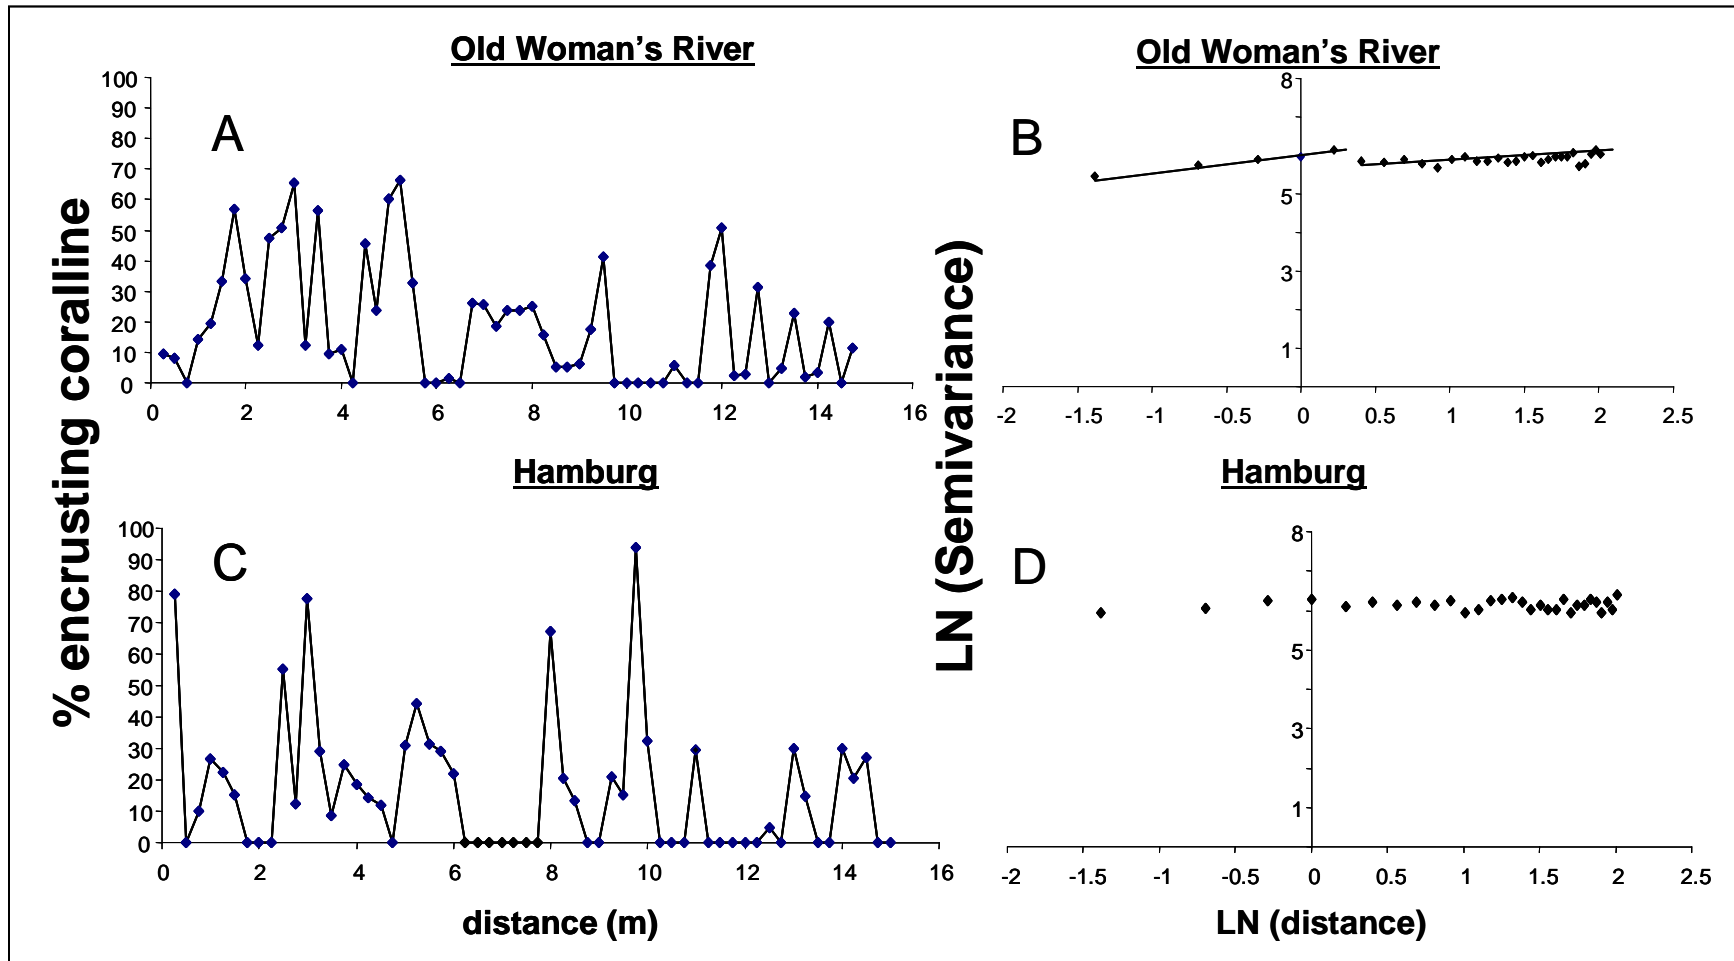 Old Woman's River
A
100
90
80
70
60
50
40
30
20
10
0
0 2 4 6 8 10 12 14 16
% encrusting coralline
Old Woman's River
B
8
5
3
1
-2 -1.5 -1 -0.5 0 0.5 1 1.5 2 2.5
LN (Semivariance)
Hamburg
C
100
90
80
70
60
50
40
30
20
10
0
0 2 4 6 8 10 12 14 16
distance (m)
Hamburg
D
8
5
3
1
-2 -1.5 -1 -0.5 0 0.5 1 1.5 2 2.5
LN (distance)